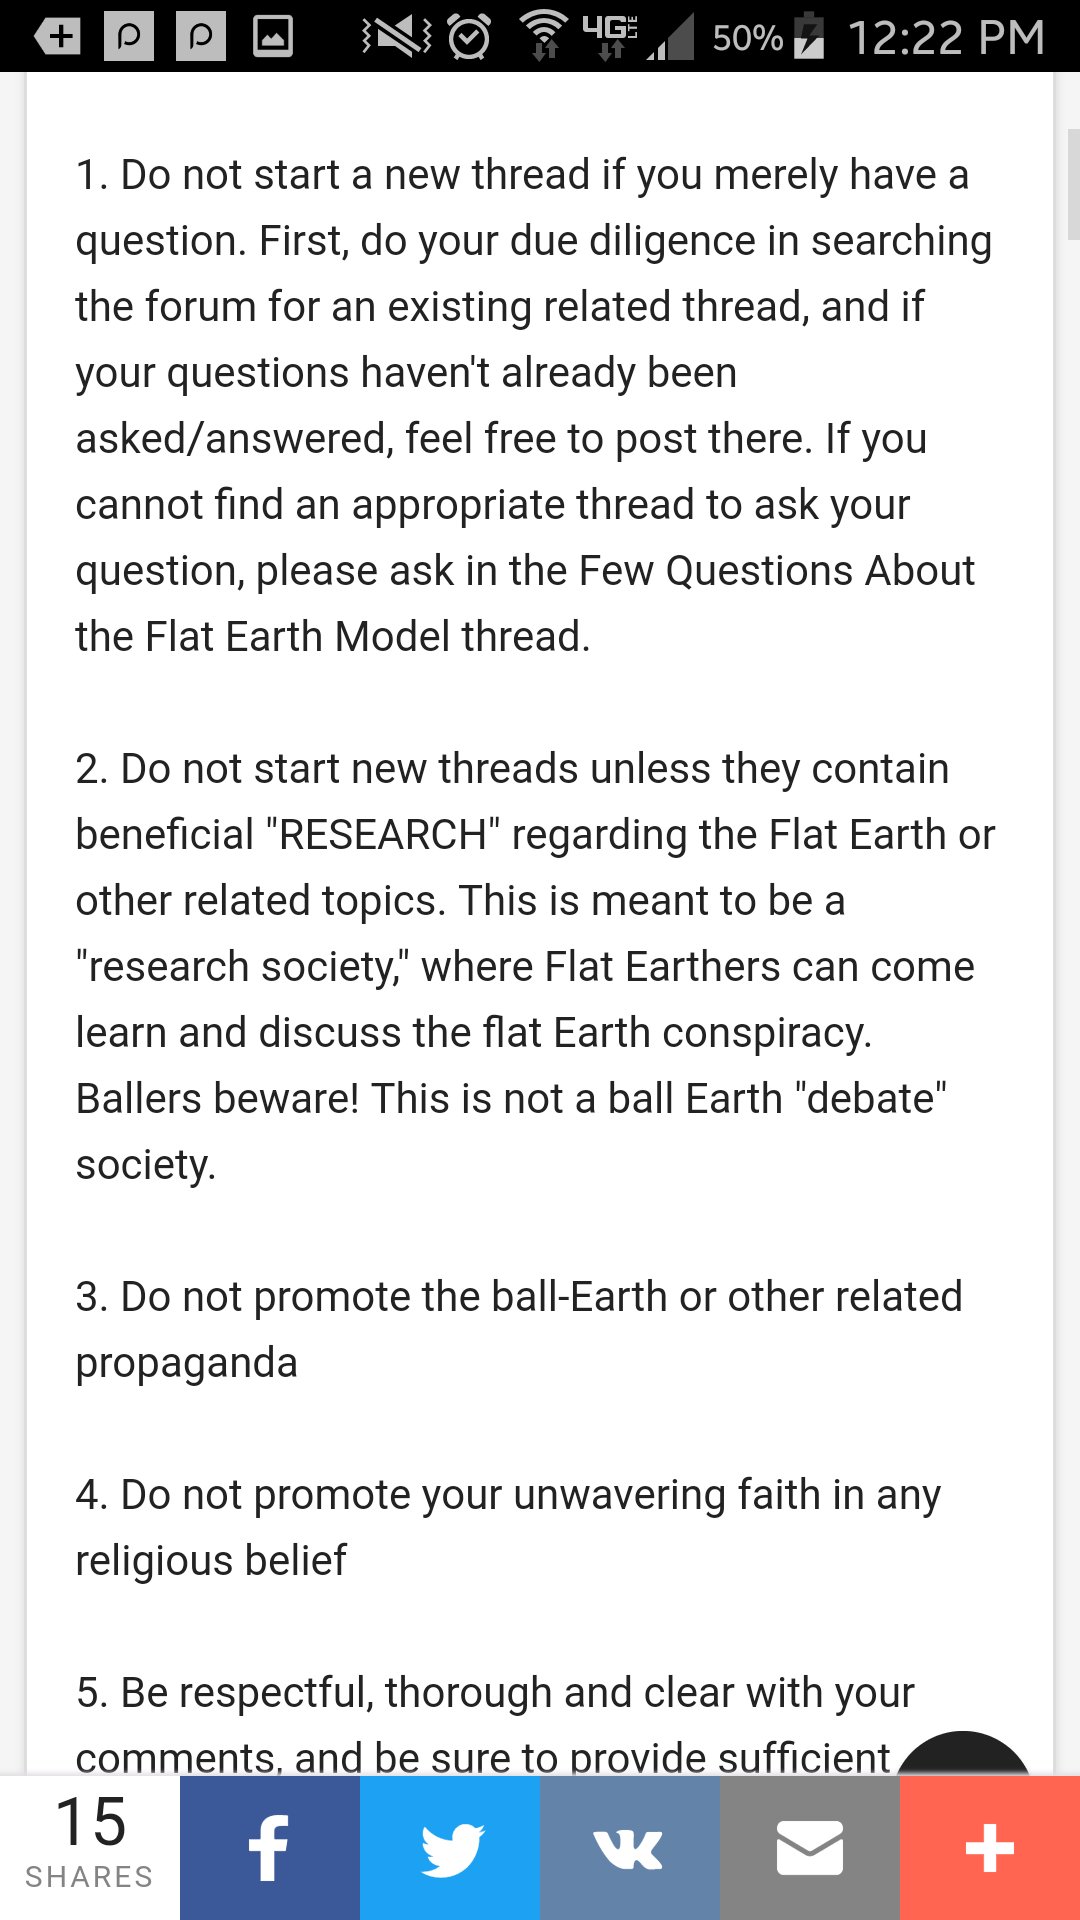 4G LTE 50% 12:22 PM
1. Do not start a new thread if you merely have a
question. First, do your due diligence in searching
the forum for an existing related thread, and if
your questions haven't already been
asked/answered, feel free to post there. If you
cannot find an appropriate thread to ask your
question, please ask in the Few Questions About
the Flat Earth Model thread.
2. Do not start new threads unless they contain
beneficial "RESEARCH" regarding the Flat Earth or
other related topics. This is meant to be a
"research society," where Flat Earthers can come
learn and discuss the flat Earth conspiracy.
Ballers beware! This is not a ball Earth "debate"
society.
3. Do not promote the ball-Earth or other related
propaganda
4. Do not promote your unwavering faith in any
religious belief
5. Be respectful, thorough and clear with your
comments, and be sure to provide sufficient
15
SHARES